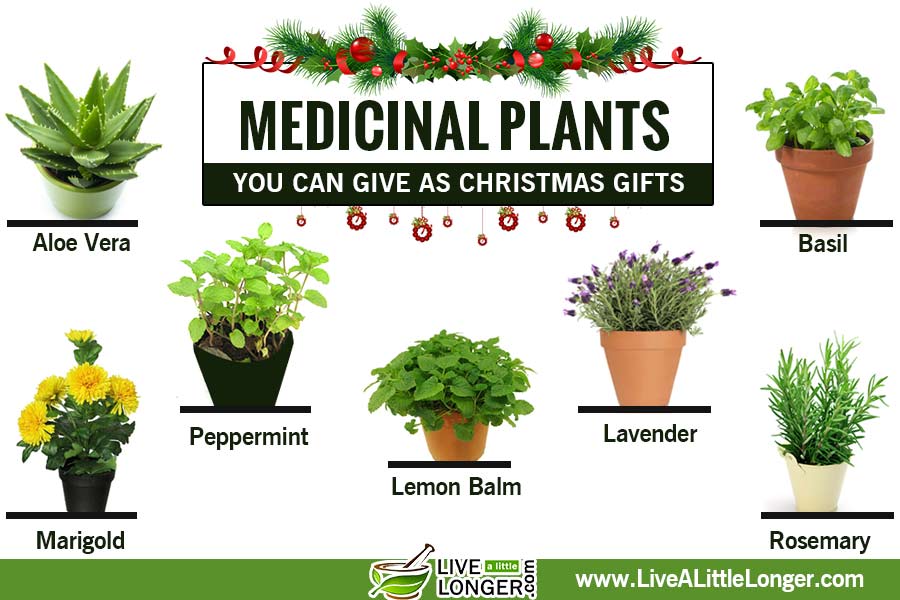 MEDICINAL PLANTS
YOU CAN GIVE AS CHRISTMAS GIFTS
Aloe Vera
Basil
Peppermint
Lavender
Lemon Balm
Marigold
Rosemary
LIVE a little
LONGER.com
www.LiveALittleLonger.com